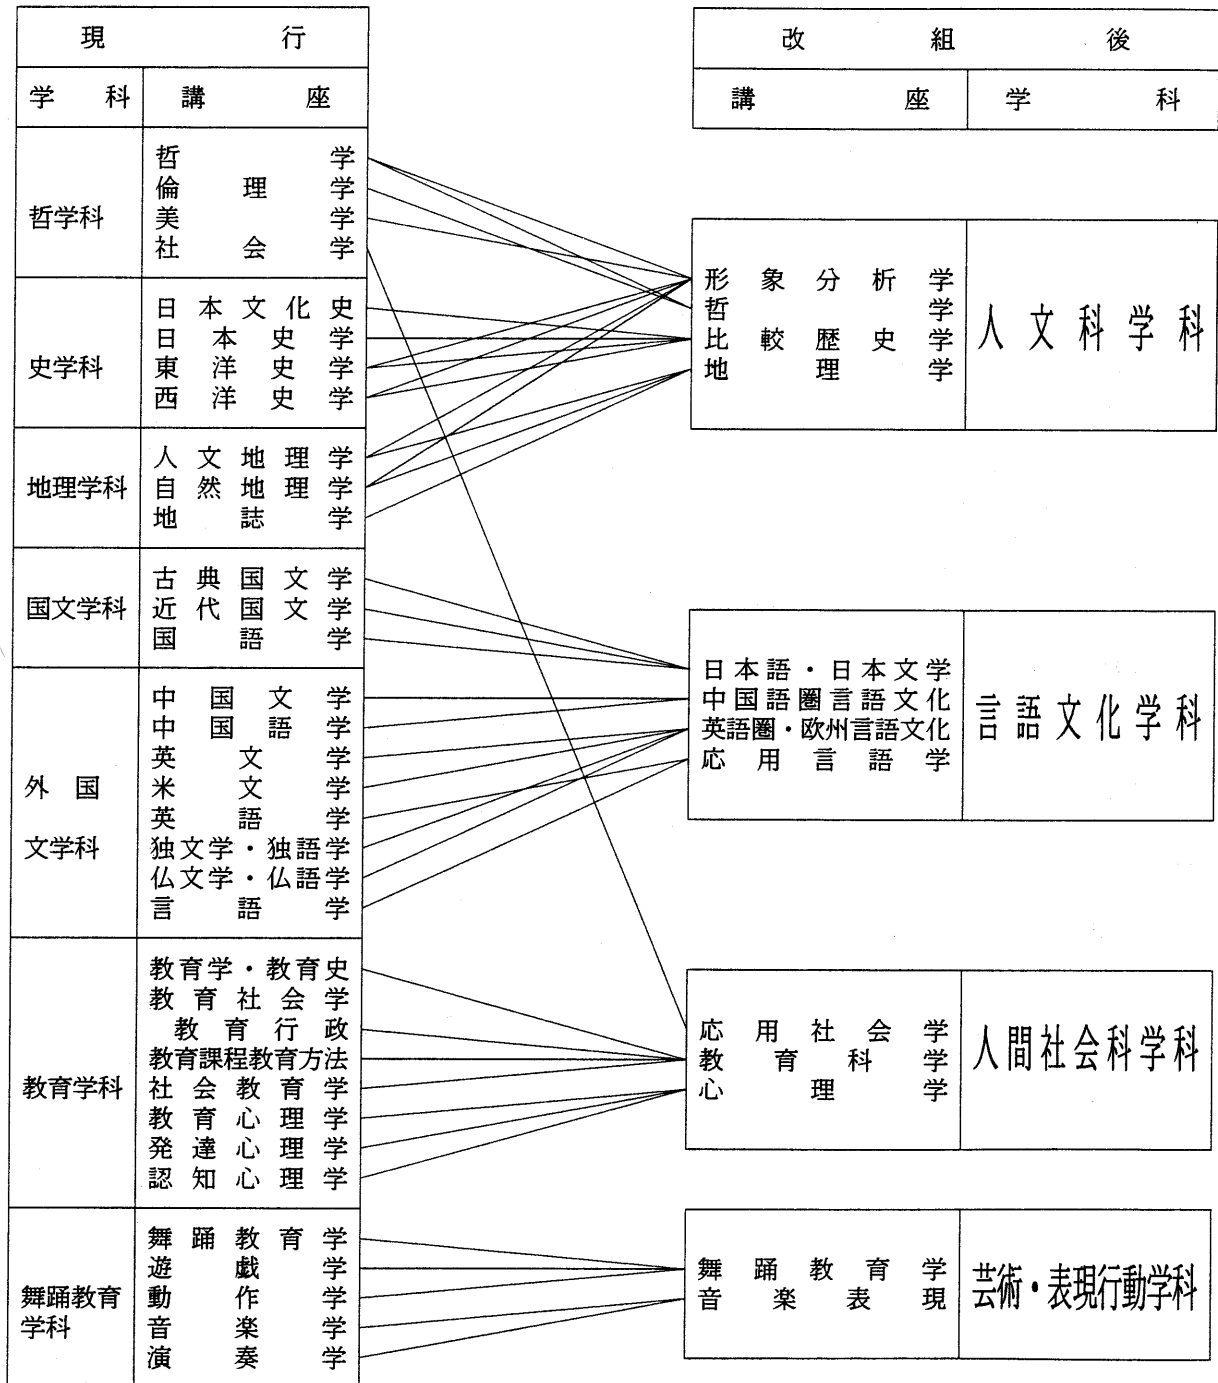 現行
学科 講座
哲学科
哲学
倫理学
美学
社会学
史学科
日本文化史
日本史学
東洋史学
西洋史学
地理学科
人文地理学
自然地理学
地誌学
国文学科
古典国文学
近代国文学
国語学
外国
文学科
中国文学
中国語学
英文学
米文学
英語学
独文学・独語学
仏文学・仏語学
言語学
教育学科
教育学・教育史
教育社会学
教育行政
教育課程教育方法
社会教育学
教育心理学
発達心理学
認知心理学
舞踊教育
学科
舞踊教育学
遊戯学
動作学
音楽学
演奏学
改組後
講座 学科
形象分析学
哲学
比較歴史学
地理学
人文科学科
日本語・日本文学
中国語圏言語文化
英語圏・欧州言語文化
応用言語学
言語文化学科
応用社会学
教育科学
心理学
人間社会科学科
舞踊教育学
音楽表現
芸術・表現行動学科